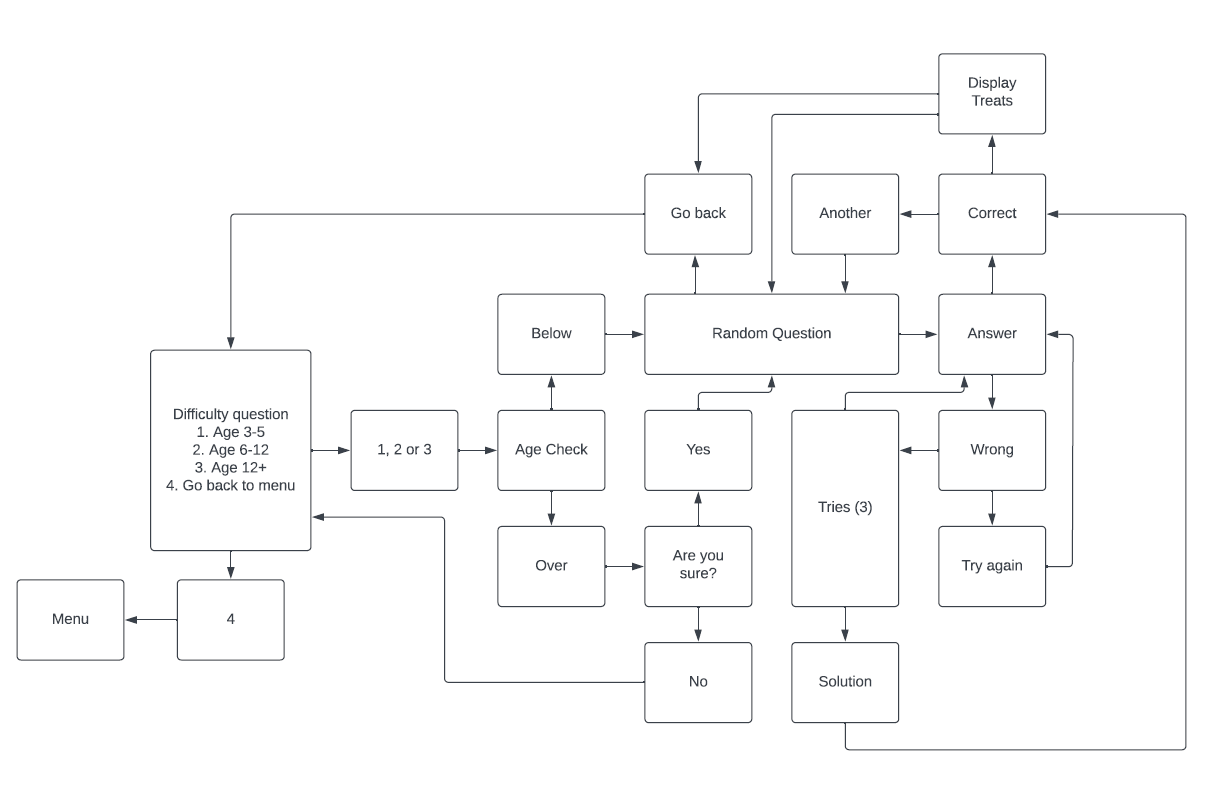 Display
Treats
Go back
Another
Correct
Below
Random Question
Answer
Difficulty question
1. Age 3-5
2. Age 6-12
3. Age 12+
4. Go back to menu
1, 2 or 3
Age Check
Yes
Tries (3)
Wrong
Over
Are you
sure?
Try again
Menu
4
No
Solution